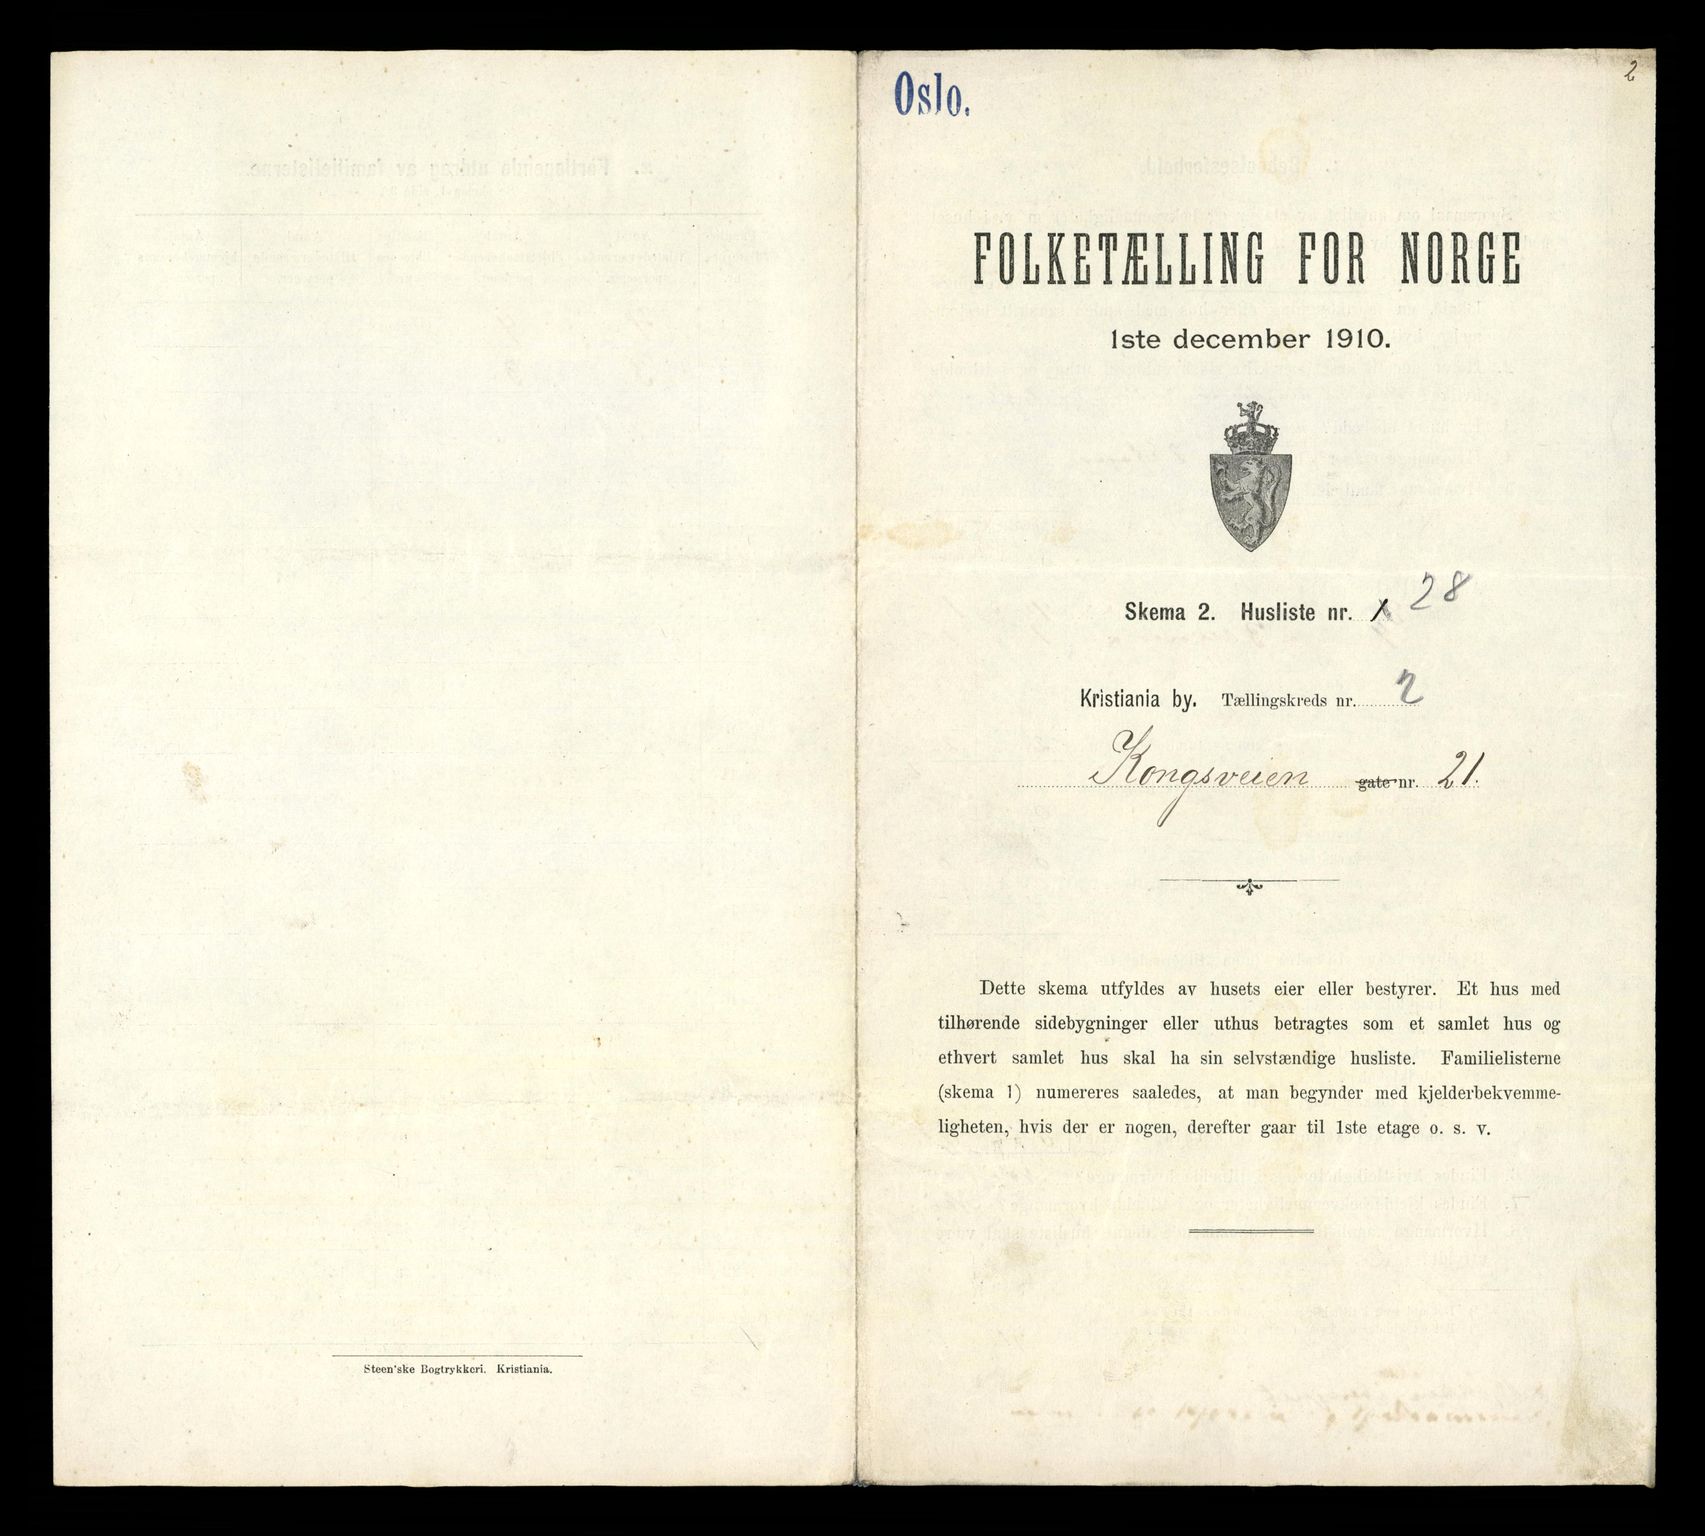 Steen'ske Bogtrykkeri. Kristiania.
Oslo.
2
FOLKETÆLLING FOR NORGE
1ste december 1910.
Skema 2. Husliste nr. 1 28
Kristiania by. Tællingskreds nr. 2
Kongsveien gate nr. 21.
Dette skema utfyldes av husets eier eller bestyrer. Et hus med
tilhørende sidebygninger eller uthus betragtes som et samlet hus og
ethvert samlet hus skal ha sin selvstændige husliste. Familielisterne
(skema 1) numereres saaledes, at man begynder med kjelderbekvemme-
ligheten, hvis der er nogen, derefter gaar til 1ste etage o. s. v.